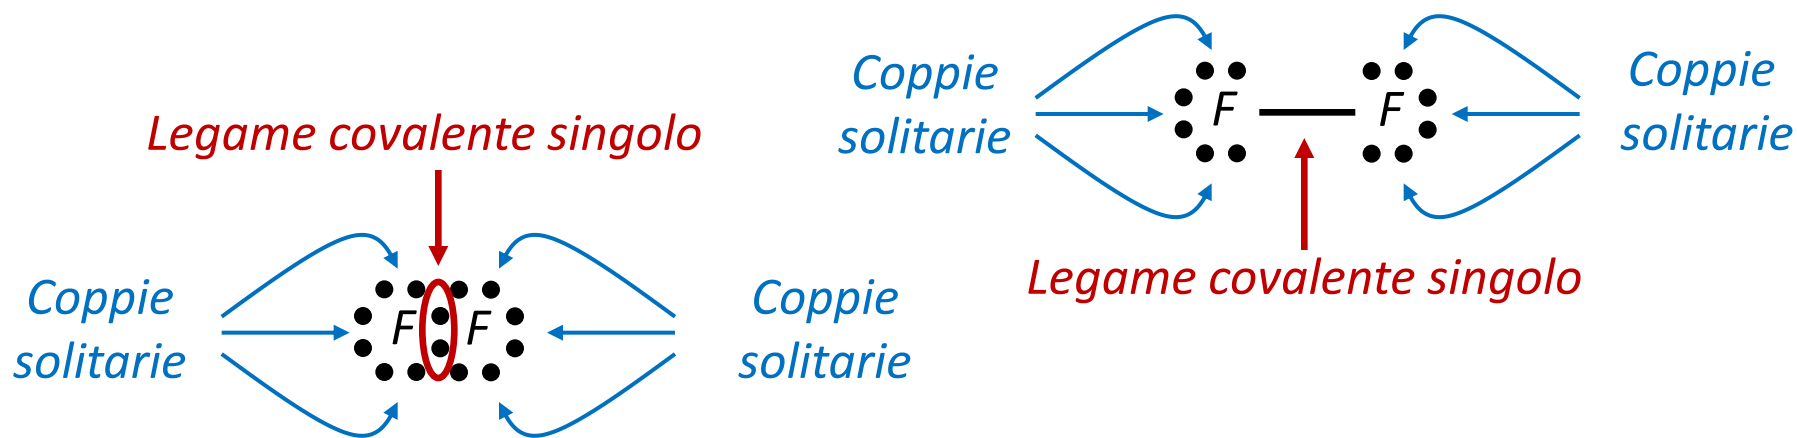 Legame covalente singolo
Coppie
solitarie
F F
Coppie
solitarie
Coppie
solitarie
F F
Coppie
solitarie
Legame covalente singolo